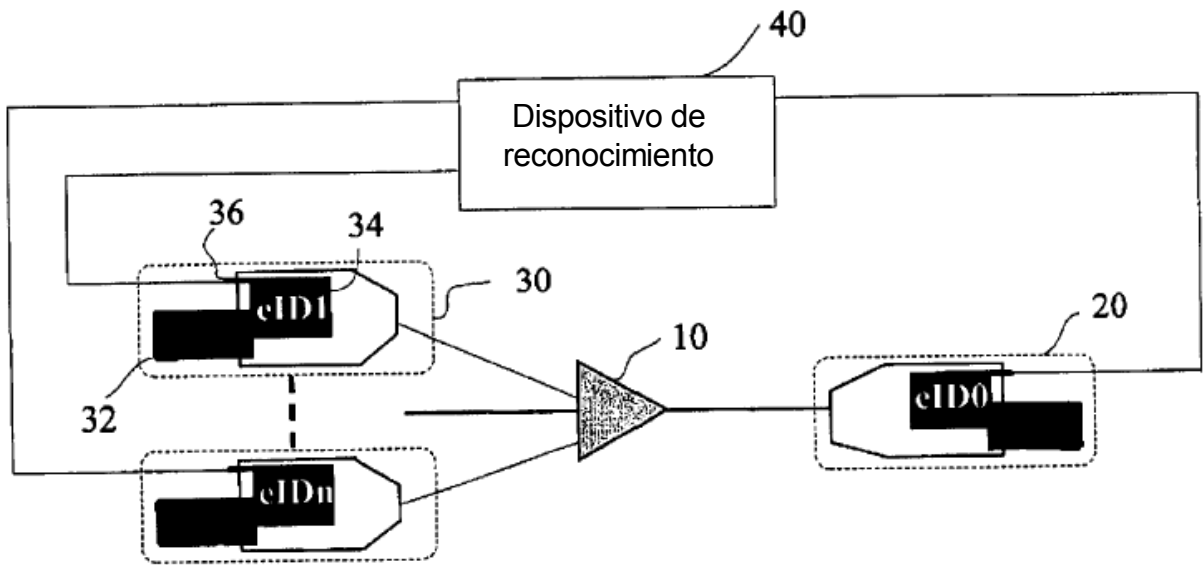 40
Dispositivo de
reconocimiento
36
34
eID1
30
32
10
20
eID0
eIDn